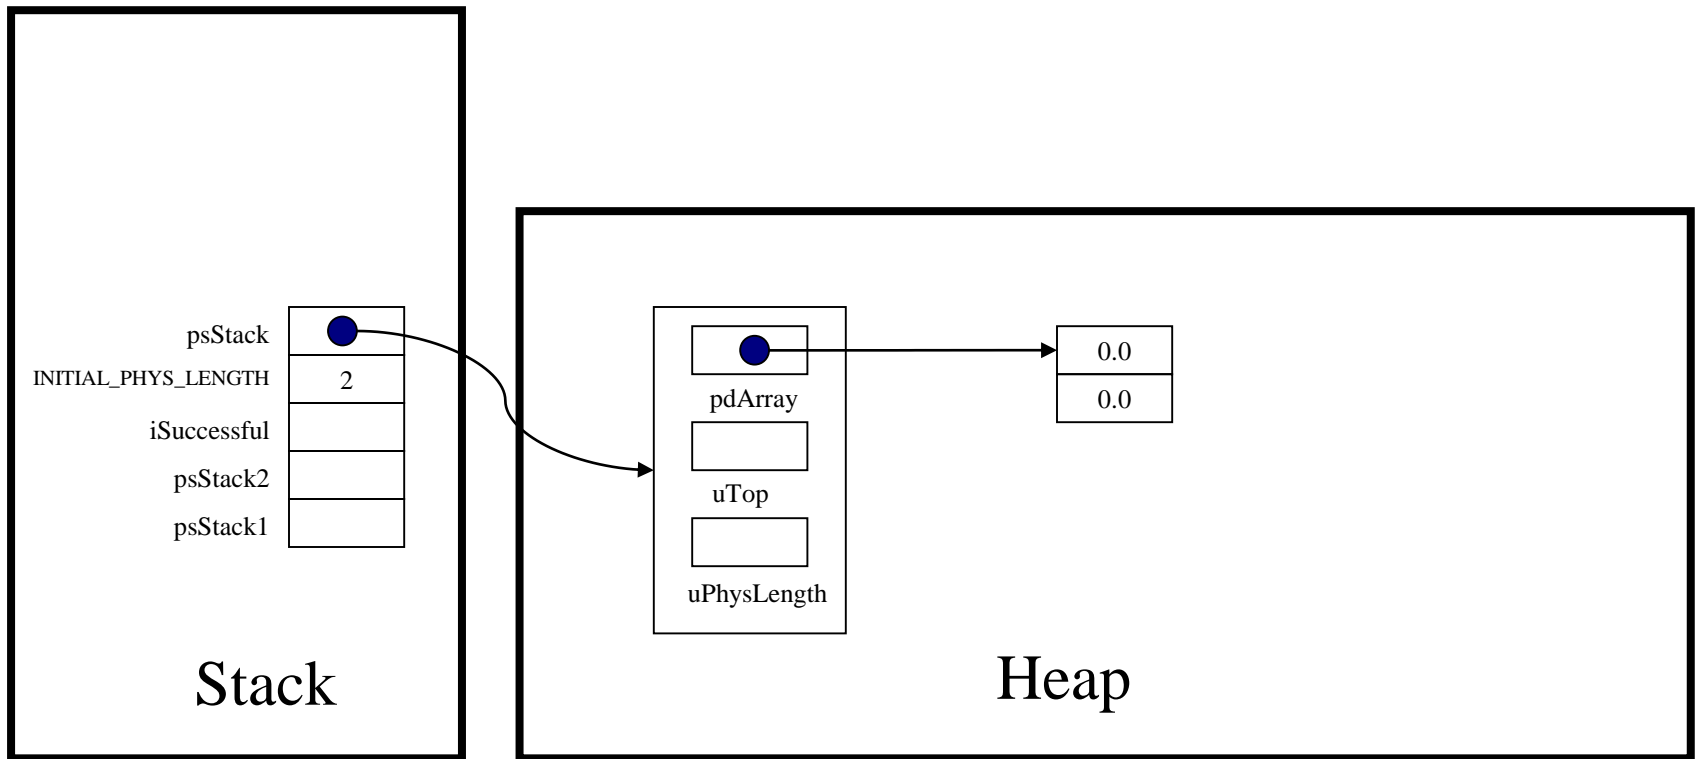 psStack
INITIAL_PHYS_LENGTH 2
iSuccessful
psStack2
psStack1
Stack
pdArray
uTop
uPhysLength
0.0
0.0
Heap